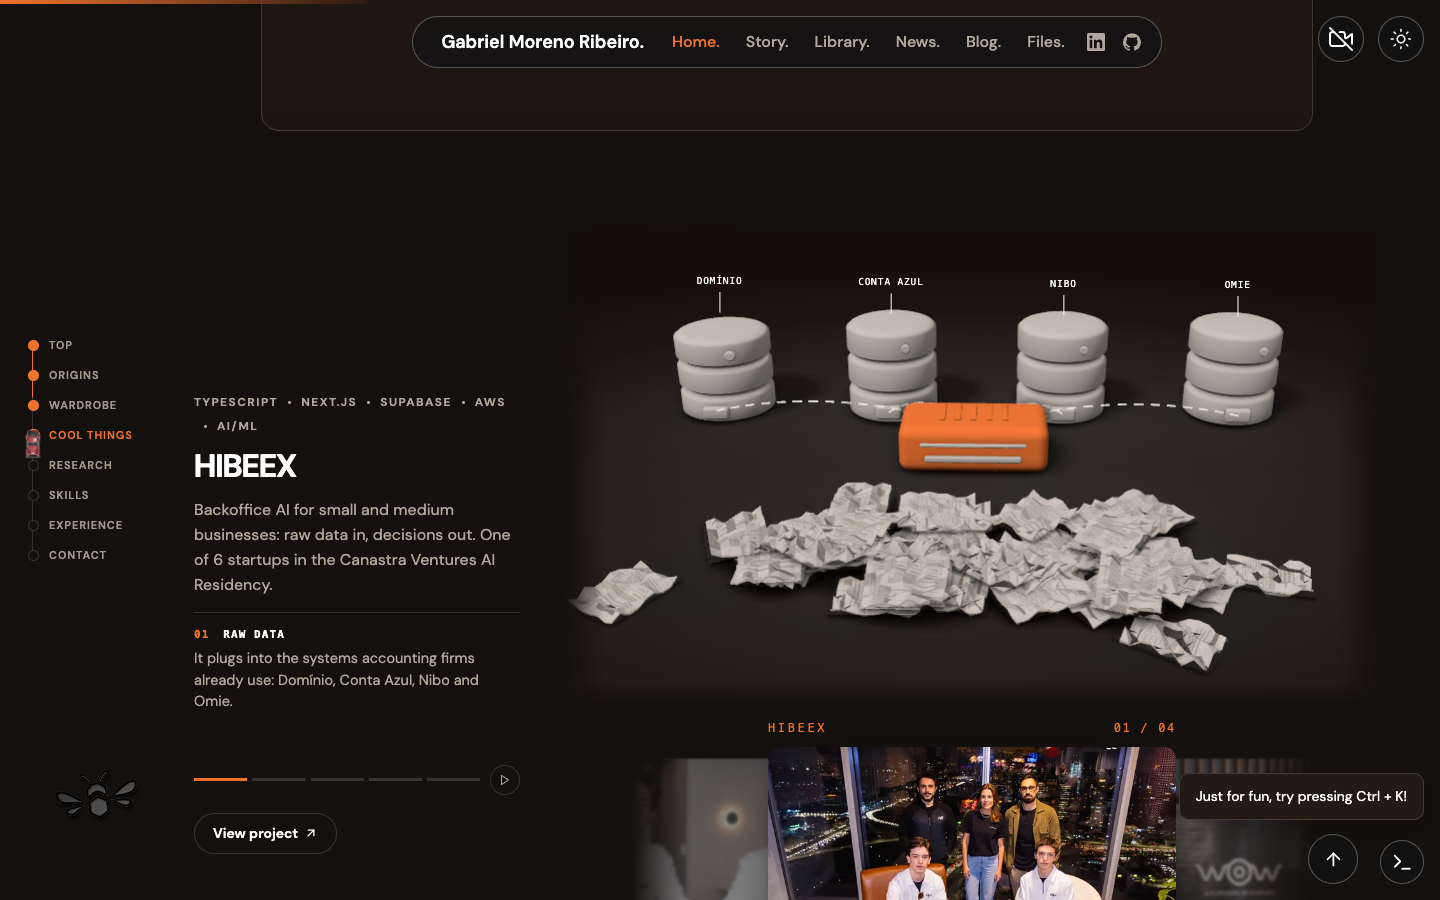 Gabriel Moreno Ribeiro.
Home.
Story.
Library.
News.
Blog.
Files.
DOMÍNIO
CONTA AZUL
NIBO
OMIE
TOP
ORIGINS
WARDROBE
COOL THINGS
RESEARCH
SKILLS
EXPERIENCE
CONTACT
TYPESCRIPT • NEXT.JS • SUPABASE • AWS
• AI/ML
HIBEEX
Backoffice AI for small and medium
businesses: raw data in, decisions out. One
of 6 startups in the Canastra Ventures AI
Residency.
01 RAW DATA
It plugs into the systems accounting firms
already use: Domínio, Conta Azul, Nibo and
Omie.
View project
HIBEEX
01 / 04
Just for fun, try pressing Ctrl + K!
WOW